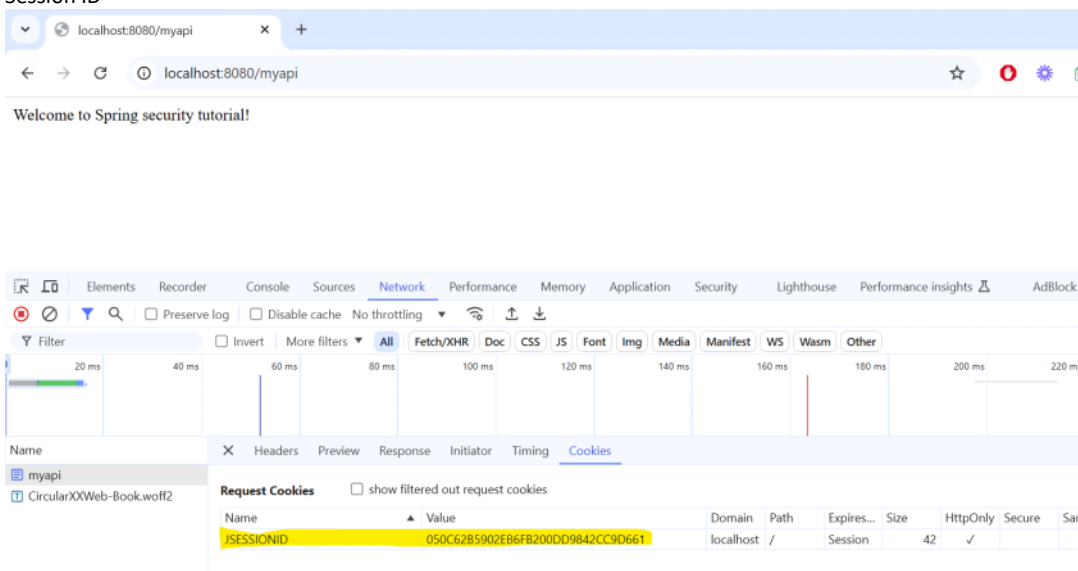 Session ID
localhost:8080/myapi
localhost:8080/myapi
Welcome to Spring security tutorial!
Elements Recorder Console Sources Network Performance Memory Application Security Lighthouse Performance insights AdBlock
Preserve log Disable cache No throttling
Filter Invert More filters All Fetch/XHR Doc CSS JS Font Img Media Manifest WS Wasm Other
20 ms 40 ms 60 ms 80 ms 100 ms 120 ms 140 ms 160 ms 180 ms 200 ms 220 m
Name Headers Preview Response Initiator Timing Cookies
myapi
CircularXXWeb-Book.woff2
Request Cookies show filtered out request cookies
Name Value Domain Path Expires... Size HttpOnly Secure Sar
JSESSIONID 050C62B5902EB6FB200DD9842CC9D661 localhost / Session 42 ✓